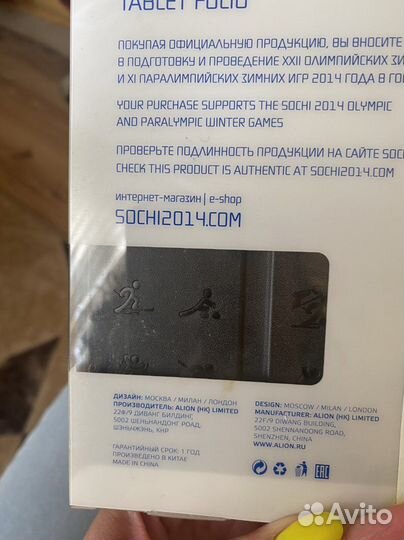 TABLET FOLIO
ПОКУПАЯ ОФИЦИАЛЬНУЮ ПРОДУКЦИЮ, ВЫ ВНОСИТЕ
В ПОДГОТОВКУ И ПРОВЕДЕНИЕ XXII ОЛИМПИЙСКИХ ЗИ
И XI ПАРАЛИМПИЙСКИХ ЗИМНИХ ИГР 2014 ГОДА В ГО
YOUR PURCHASE SUPPORTS THE SOCHI 2014 OLYMPIC
AND PARALYMPIC WINTER GAMES
ПРОВЕРЬТЕ ПОДЛИННОСТЬ ПРОДУКЦИИ НА САЙТЕ SOC
CHECK THIS PRODUCT IS AUTHENTIC AT SOCHI2014.COM
интернет-магазин | e-shop
SOCHI2014.COM
ДИЗАЙН: МОСКВА / МИЛАН / ЛОНДОН
ПРОИЗВОДИТЕЛЬ: ALION (HK) LIMITED
22Ф/9 ДИВАНГ БИЛДИНГ,
5002 ШЕНЬНАНДОНГ РОАД,
ШЭНЬЧЖЭНЬ, КНР
ГАРАНТИЙНЫЙ СРОК: 1 ГОД
ПРОИЗВЕДЕНО В КИТАЕ
MADE IN CHINA
DESIGN: MOSCOW / MILAN / LONDON
MANUFACTURER: ALION (HK) LIMITED
22F/9 DIWANG BUILDING,
5002 SHENNANDONG ROAD,
SHENZHEN, CHINA
WWW.ALION.RU
EAC
Avito